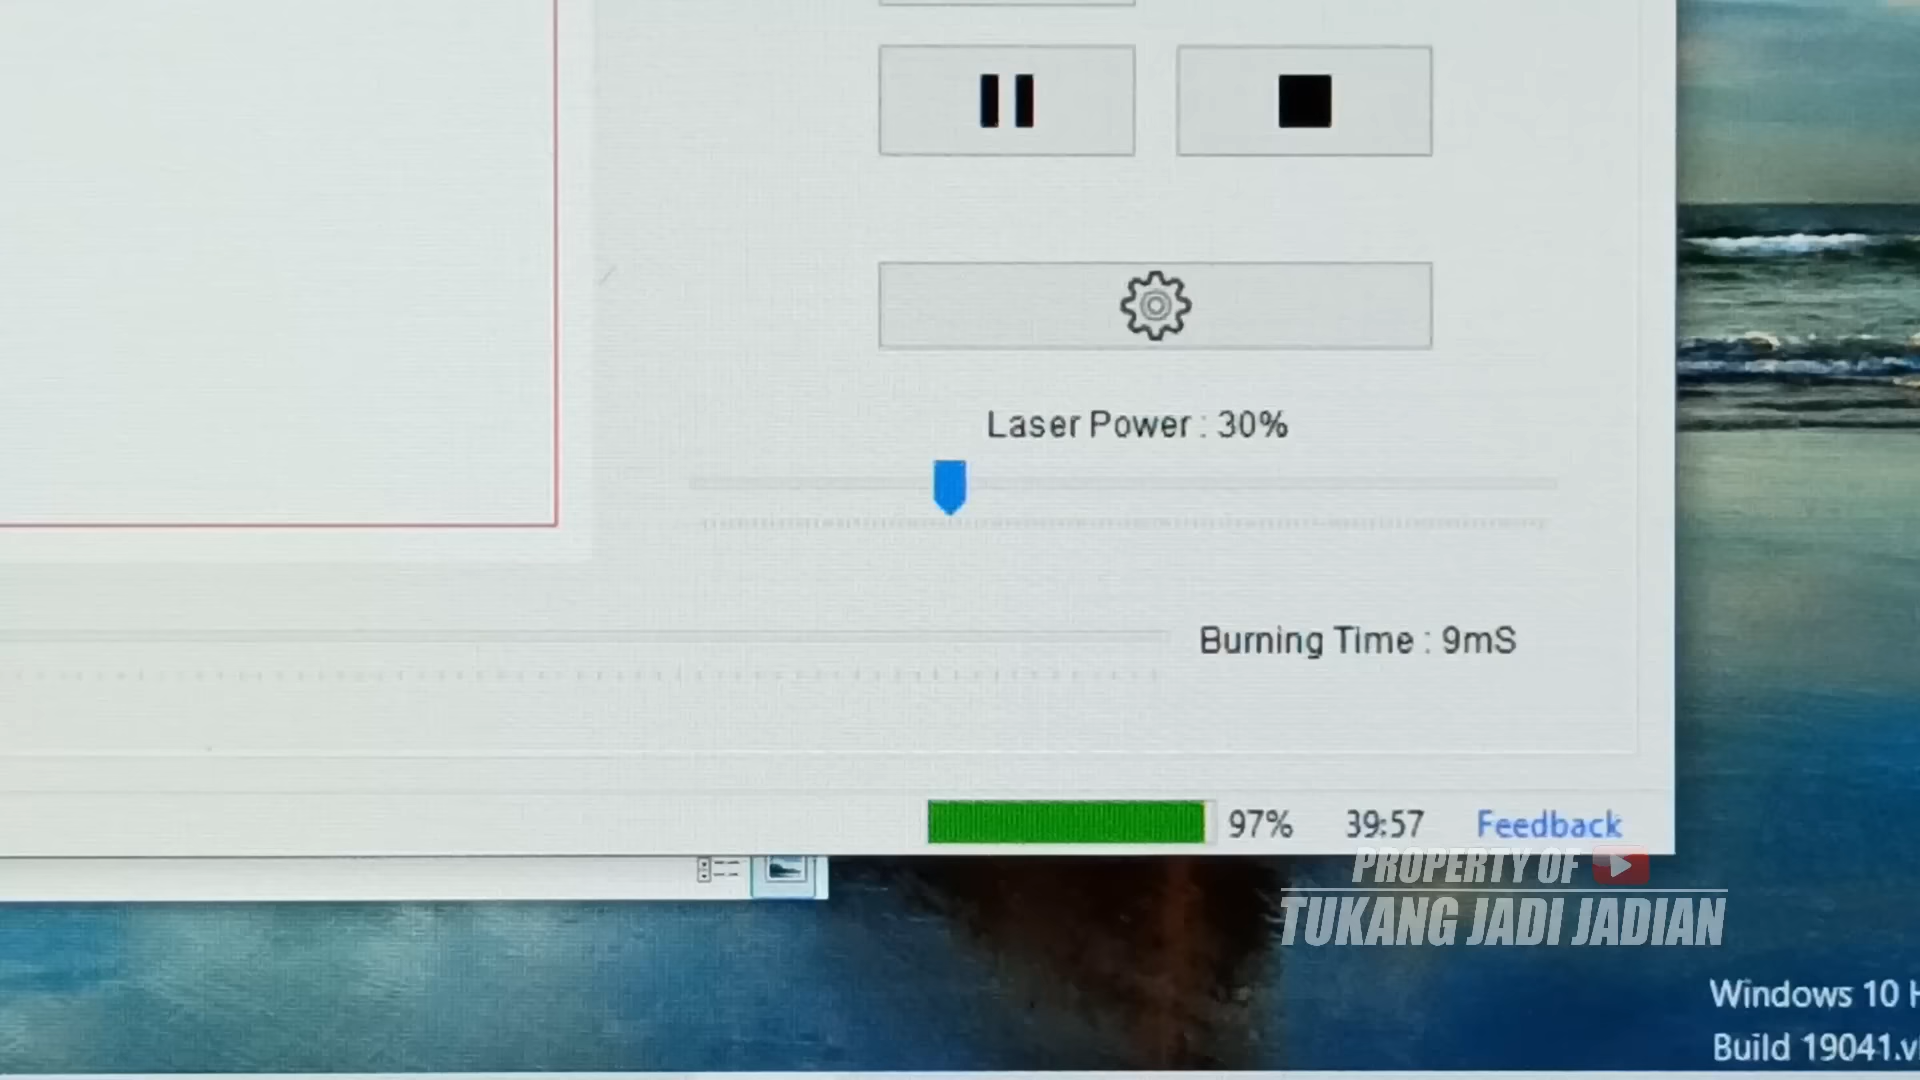 Laser Power : 30%
Burning Time : 9mS
97% 39:57 Feedback
PROPERTY OF
TUKANG JADI JADIAN
Windows 10
Build 19041